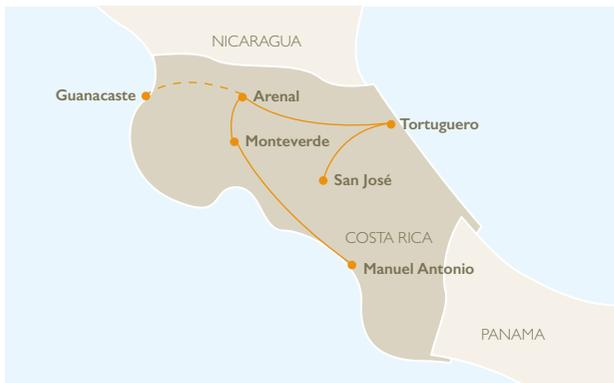 NICARAGUA
Guanacaste
Arenal
Tortuguero
Monteverde
San José
COSTA RICA
Manuel Antonio
PANAMA